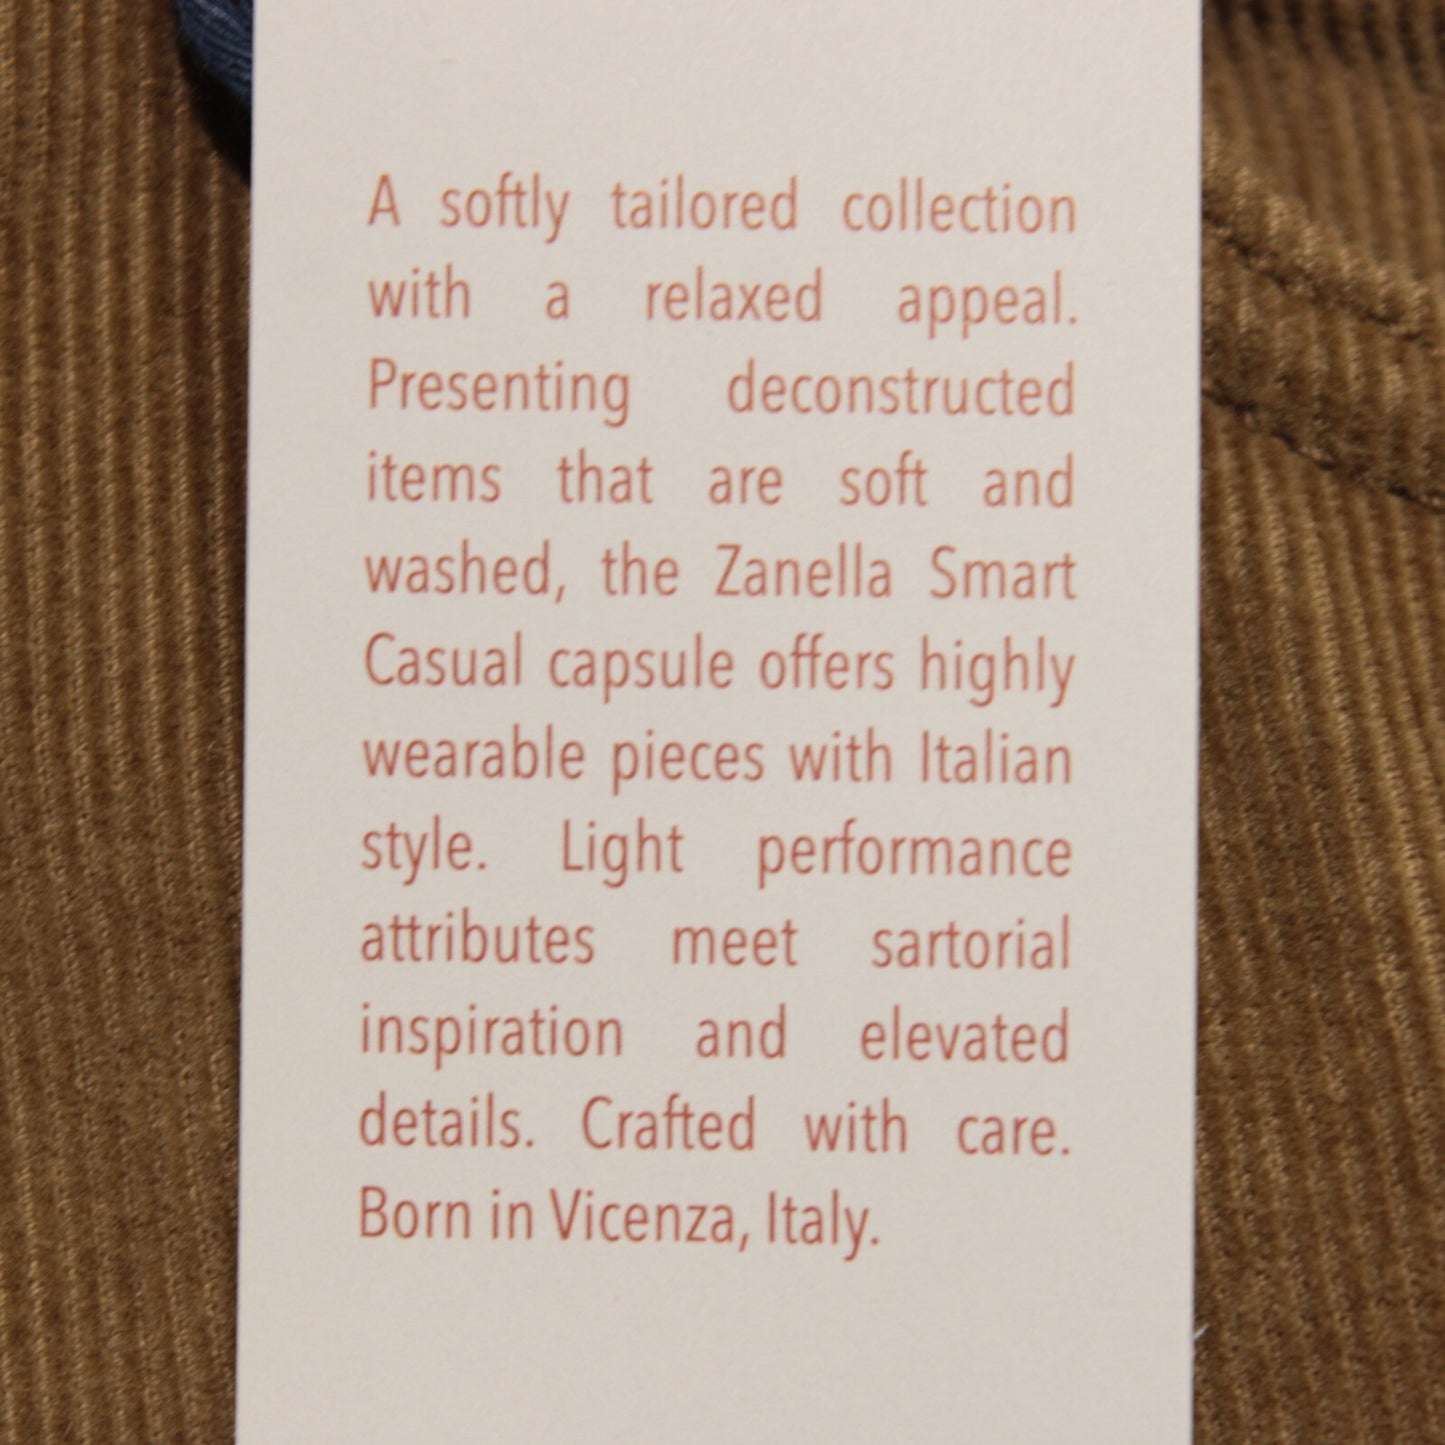 A softly tailored collection
with a relaxed appeal.
Presenting deconstructed
items that are soft and
washed, the Zanella Smart
Casual capsule offers highly
wearable pieces with Italian
style. Light performance
attributes meet sartorial
inspiration and elevated
details. Crafted with care.
Born in Vicenza, Italy.